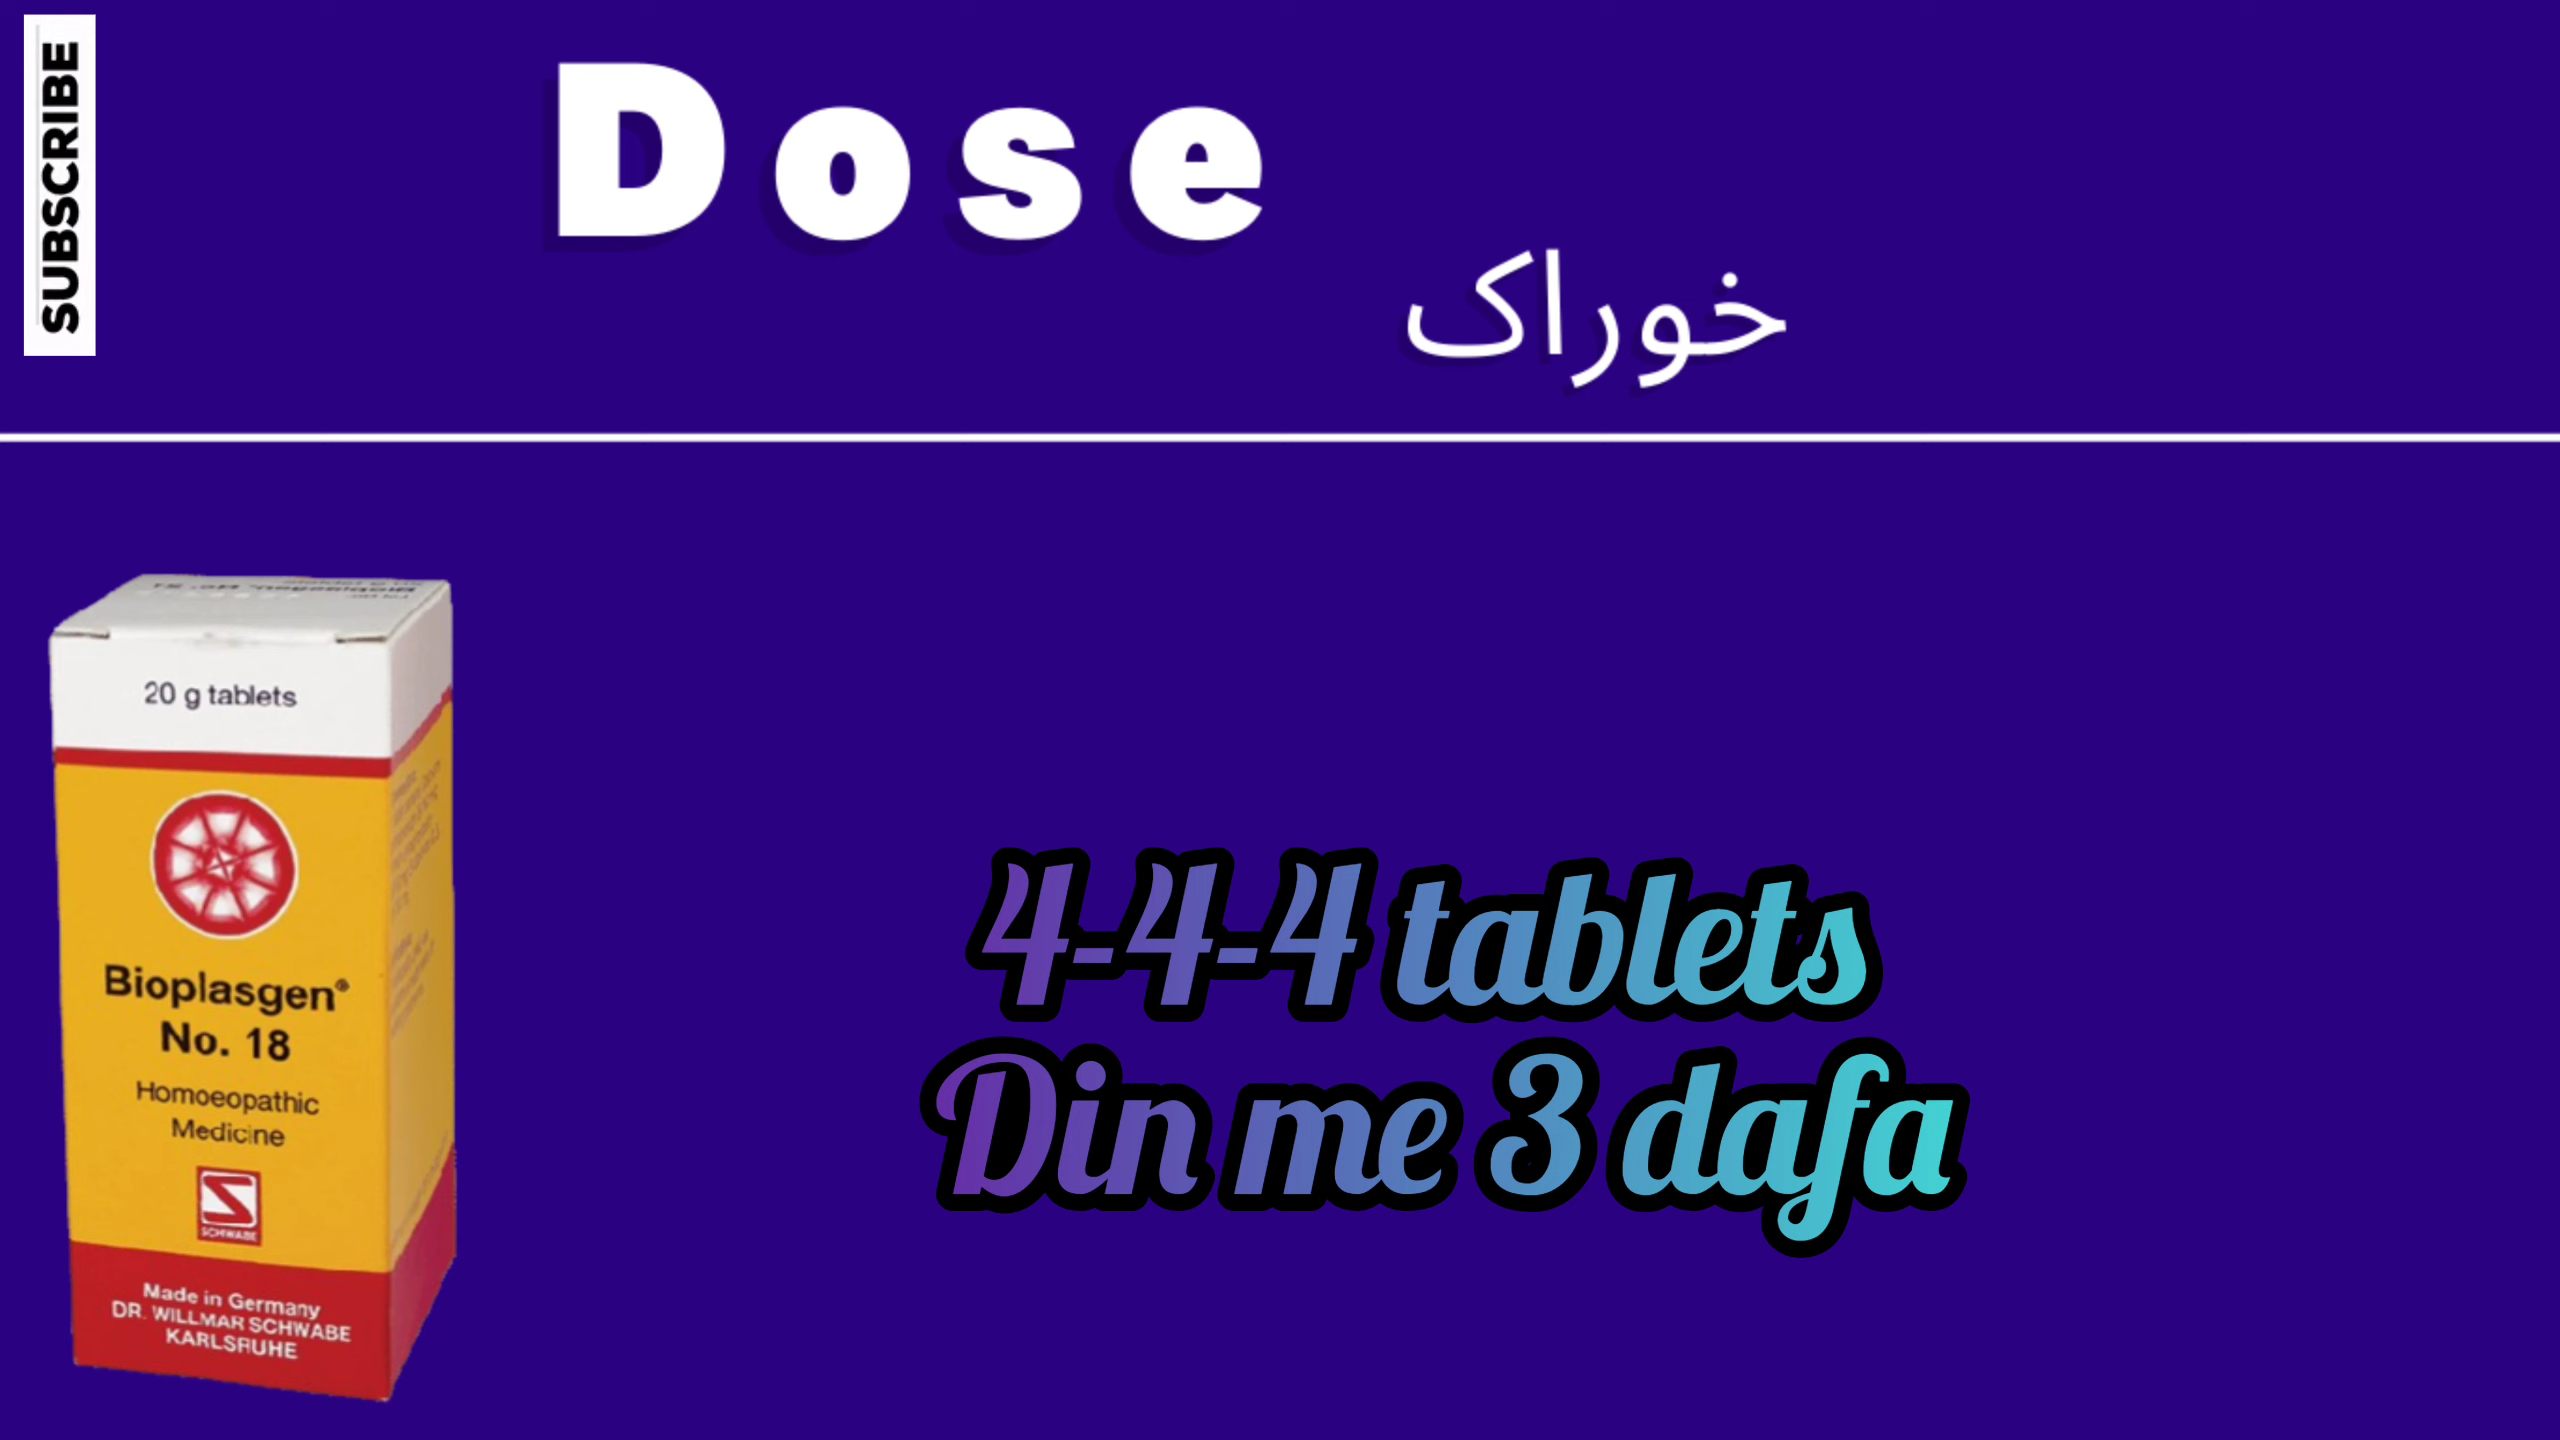 SUBSCRIBE
Dose
خوراک
20 g tablets
Bioplasgen®
No. 18
Homoeopathic
Medicine
SCHWABE
Made in Germany
DR. WILLMAR SCHWABE
KARLSRUHE
4-4-4 tablets
Din me 3 dafa